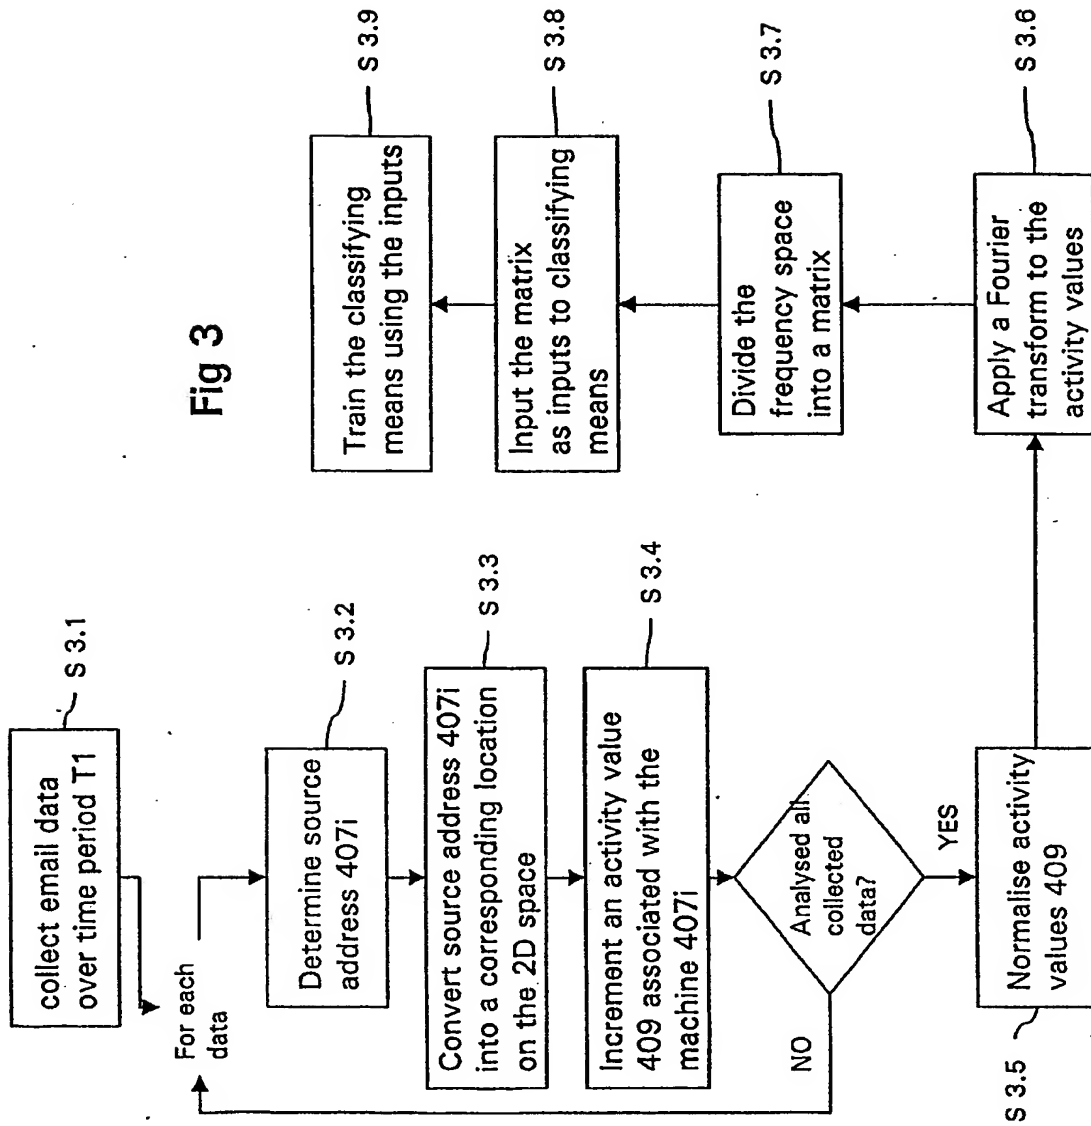 Fig 3
collect email data
over time period T1
S 3.1
For each
data
Determine source
address 407i
S 3.2
Convert source address 407i
into a corresponding location
on the 2D space
S 3.3
Increment an activity value
409 associated with the
machine 407i
S 3.4
Analysed all
collected
data?
NO
YES
Normalise activity
values 409
S 3.5
Apply a Fourier
transform to the
activity values
S 3.6
Divide the
frequency space
into a matrix
S 3.7
Input the matrix
as inputs to classifying
means
S 3.8
Train the classifying
means using the inputs
S 3.9